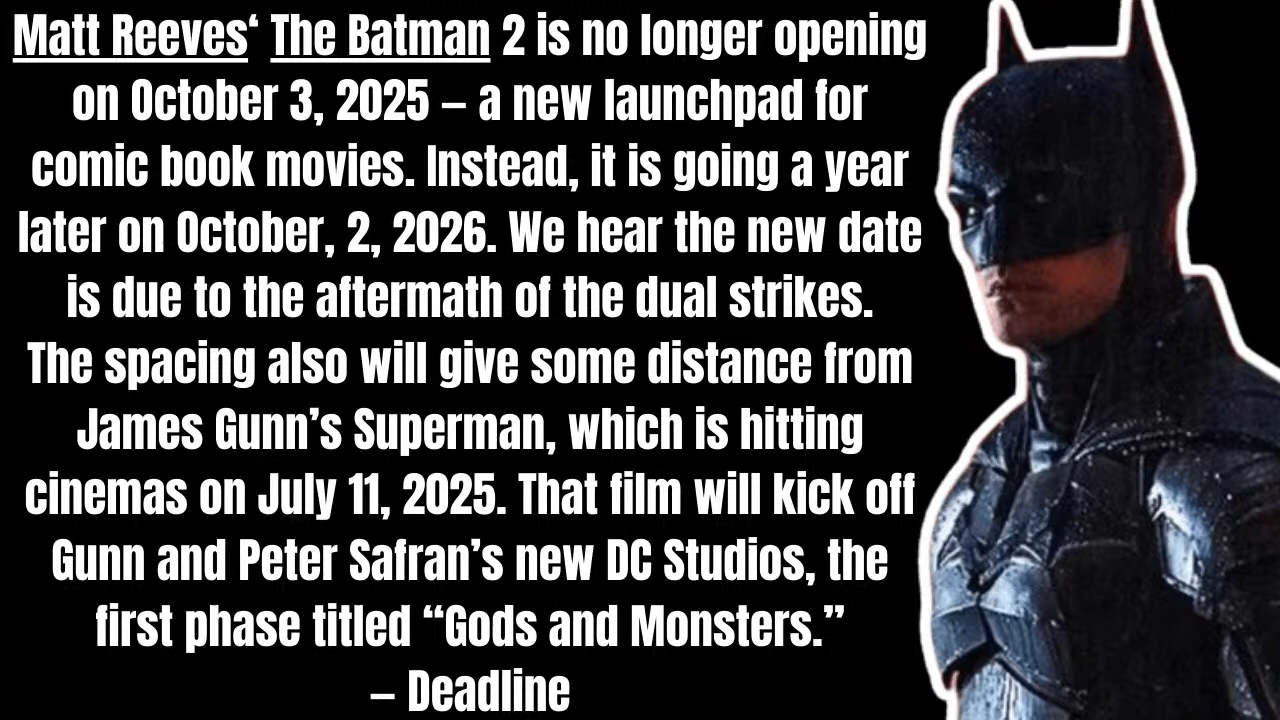 Matt Reeves‘ The Batman 2 is no longer opening
on October 3, 2025 – a new launchpad for
comic book movies. Instead, it is going a year
later on October, 2, 2026. We hear the new date
is due to the aftermath of the dual strikes.
The spacing also will give some distance from
James Gunn’s Superman, which is hitting
cinemas on July 11, 2025. That film will kick off
Gunn and Peter Safran’s new DC Studios, the
first phase titled “Gods and Monsters.”
– Deadline